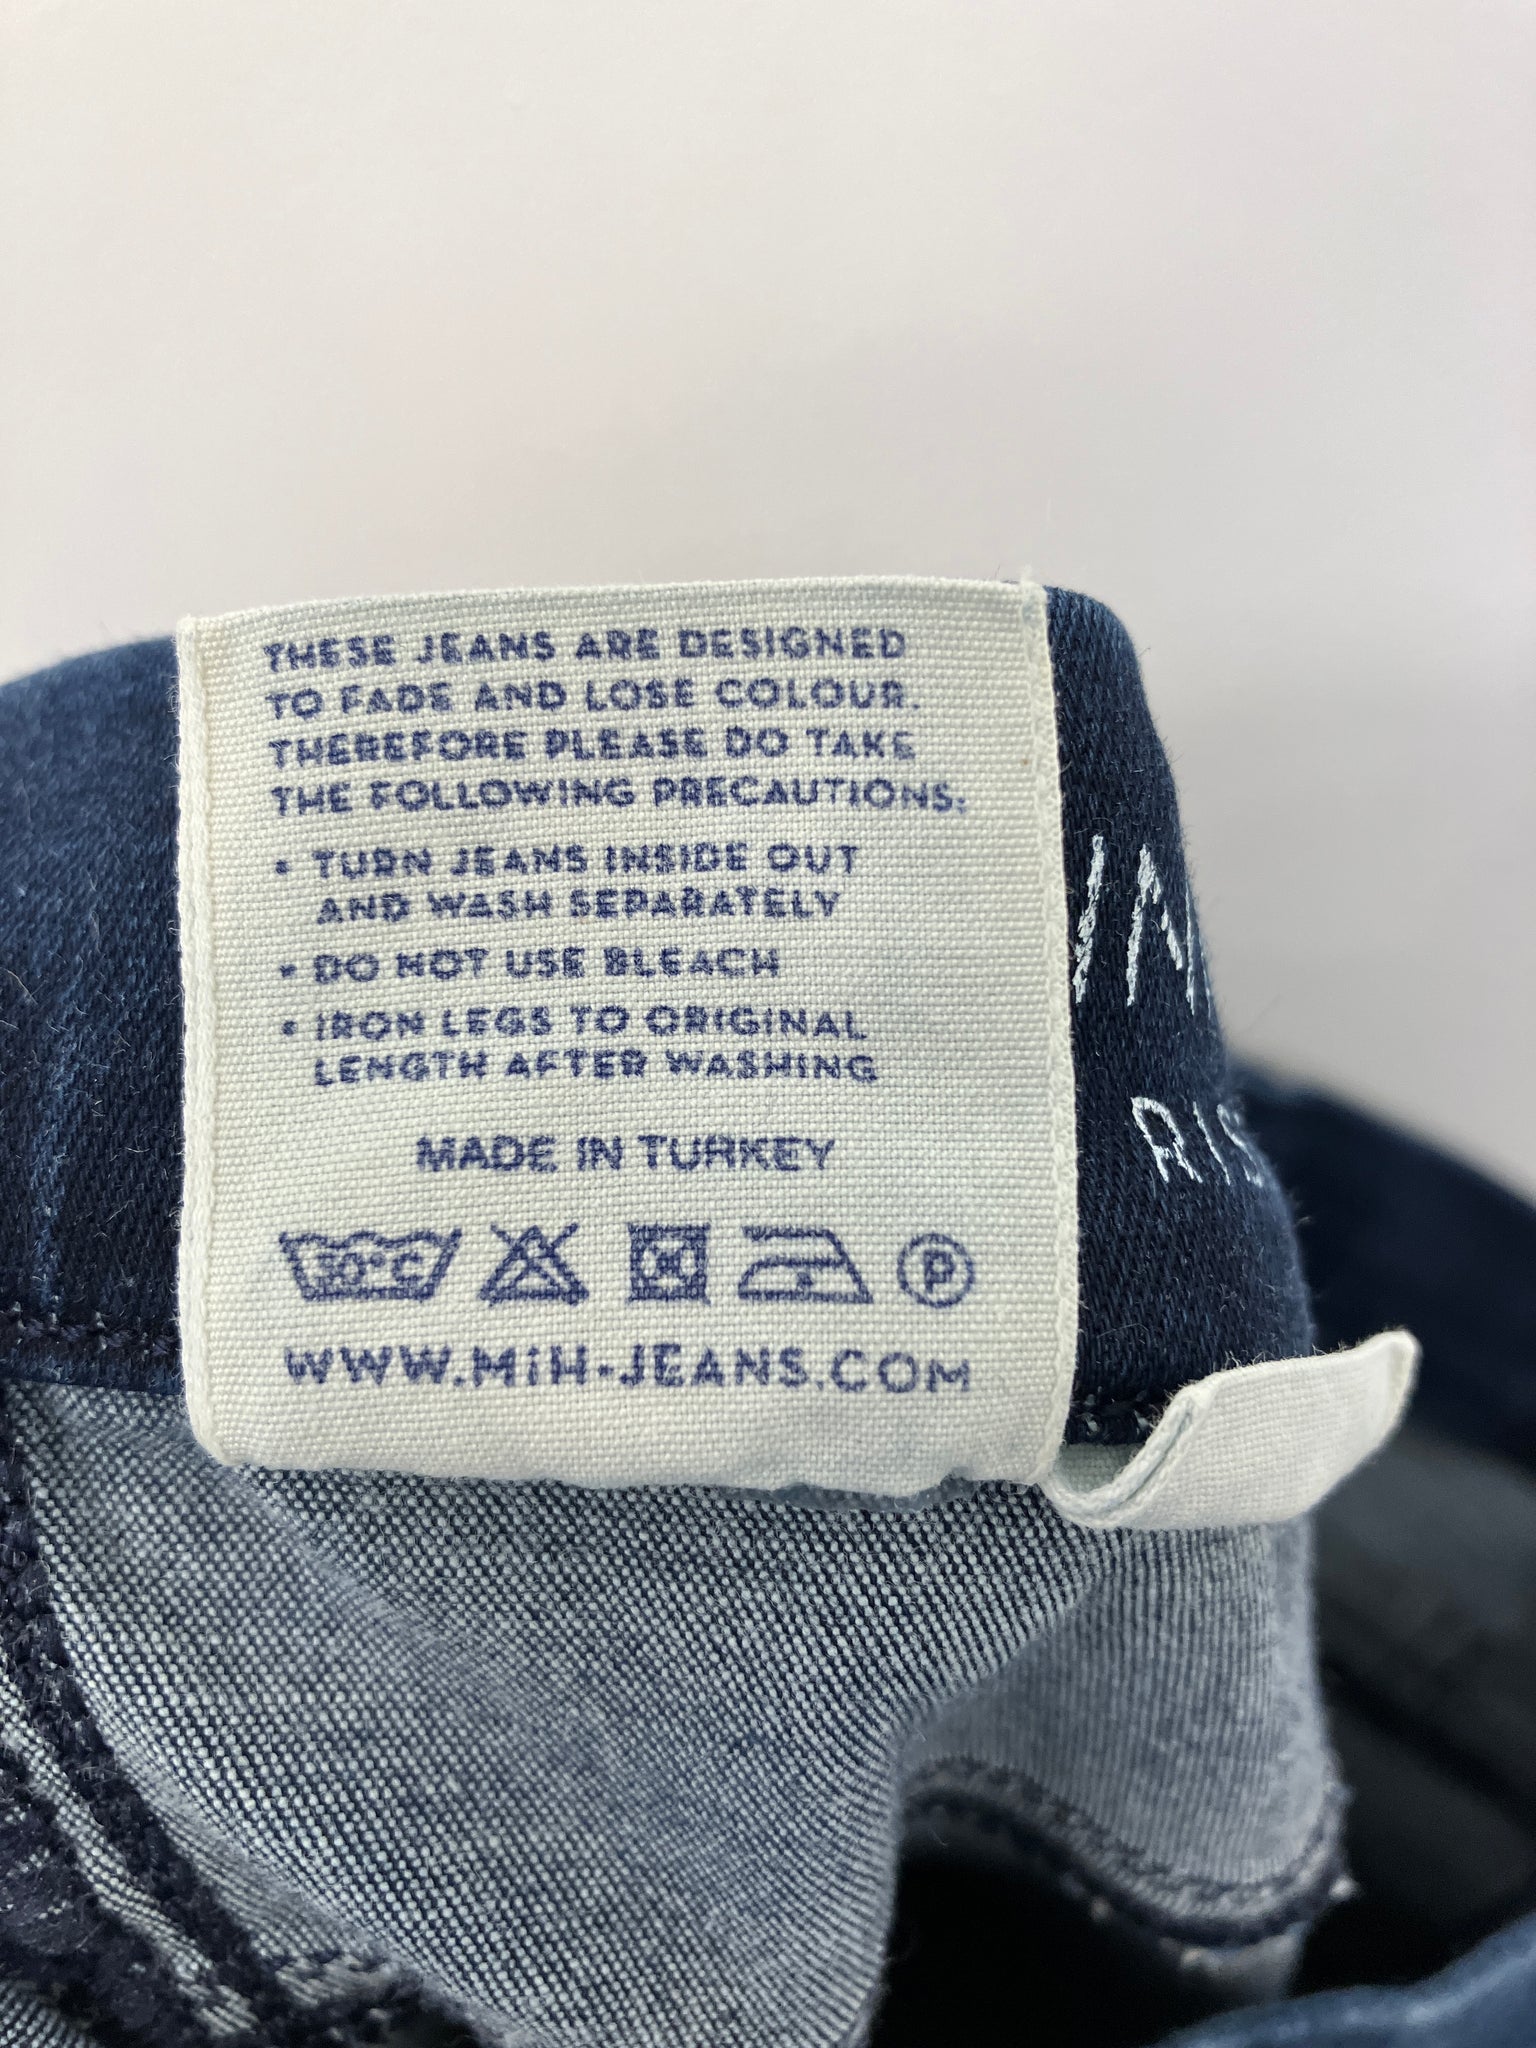 THESE JEANS ARE DESIGNED
TO FADE AND LOSE COLOUR.
THEREFORE PLEASE DO TAKE
THE FOLLOWING PRECAUTIONS:
• TURN JEANS INSIDE OUT
AND WASH SEPARATELY
• DO NOT USE BLEACH
• IRON LEGS TO ORIGINAL
LENGTH AFTER WASHING
MADE IN TURKEY
30°C
P
WWW.MiH-JEANS.COM